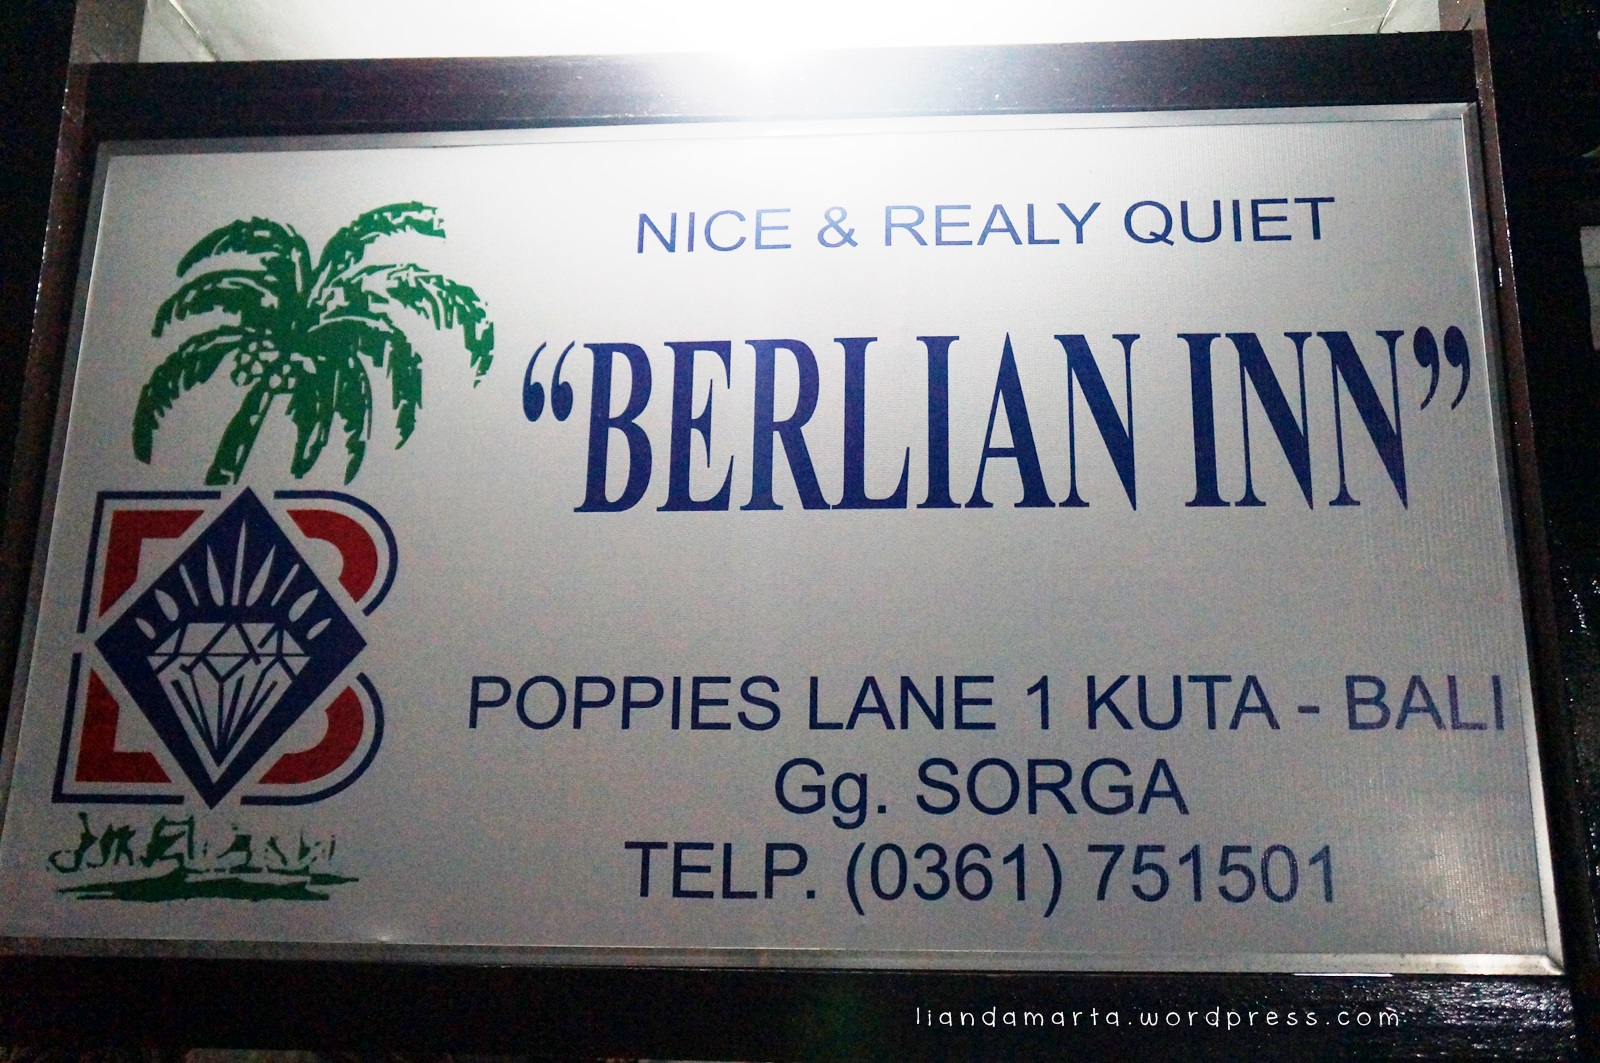 NICE & REALY QUIET
“BERLIAN INN”
POPPIES LANE 1 KUTA - BALI
Gg. SORGA
TELP. (0361) 751501
liandamarta.wordpress.com